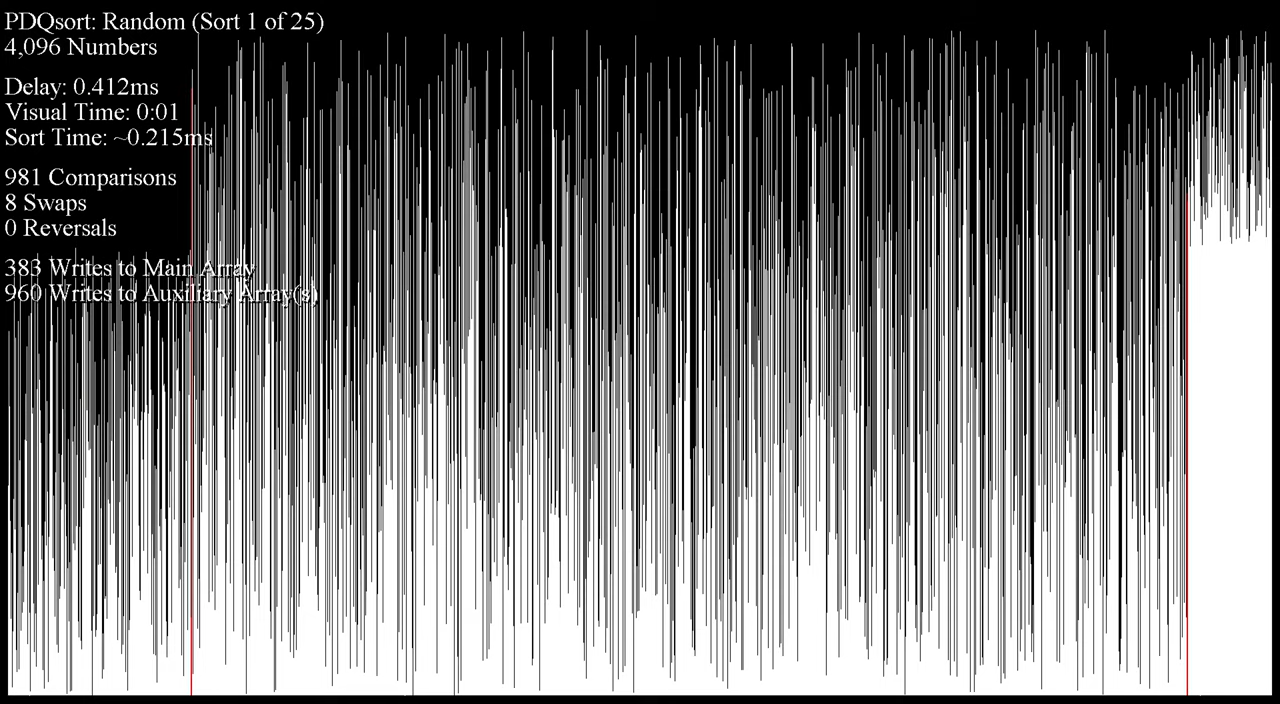 PDQsort: Random (Sort 1 of 25)
4,096 Numbers
Delay: 0.412ms
Visual Time: 0:01
Sort Time: ~0.215ms
981 Comparisons
8 Swaps
0 Reversals
383 Writes to Main Array
960 Writes to Auxiliary Array(s)